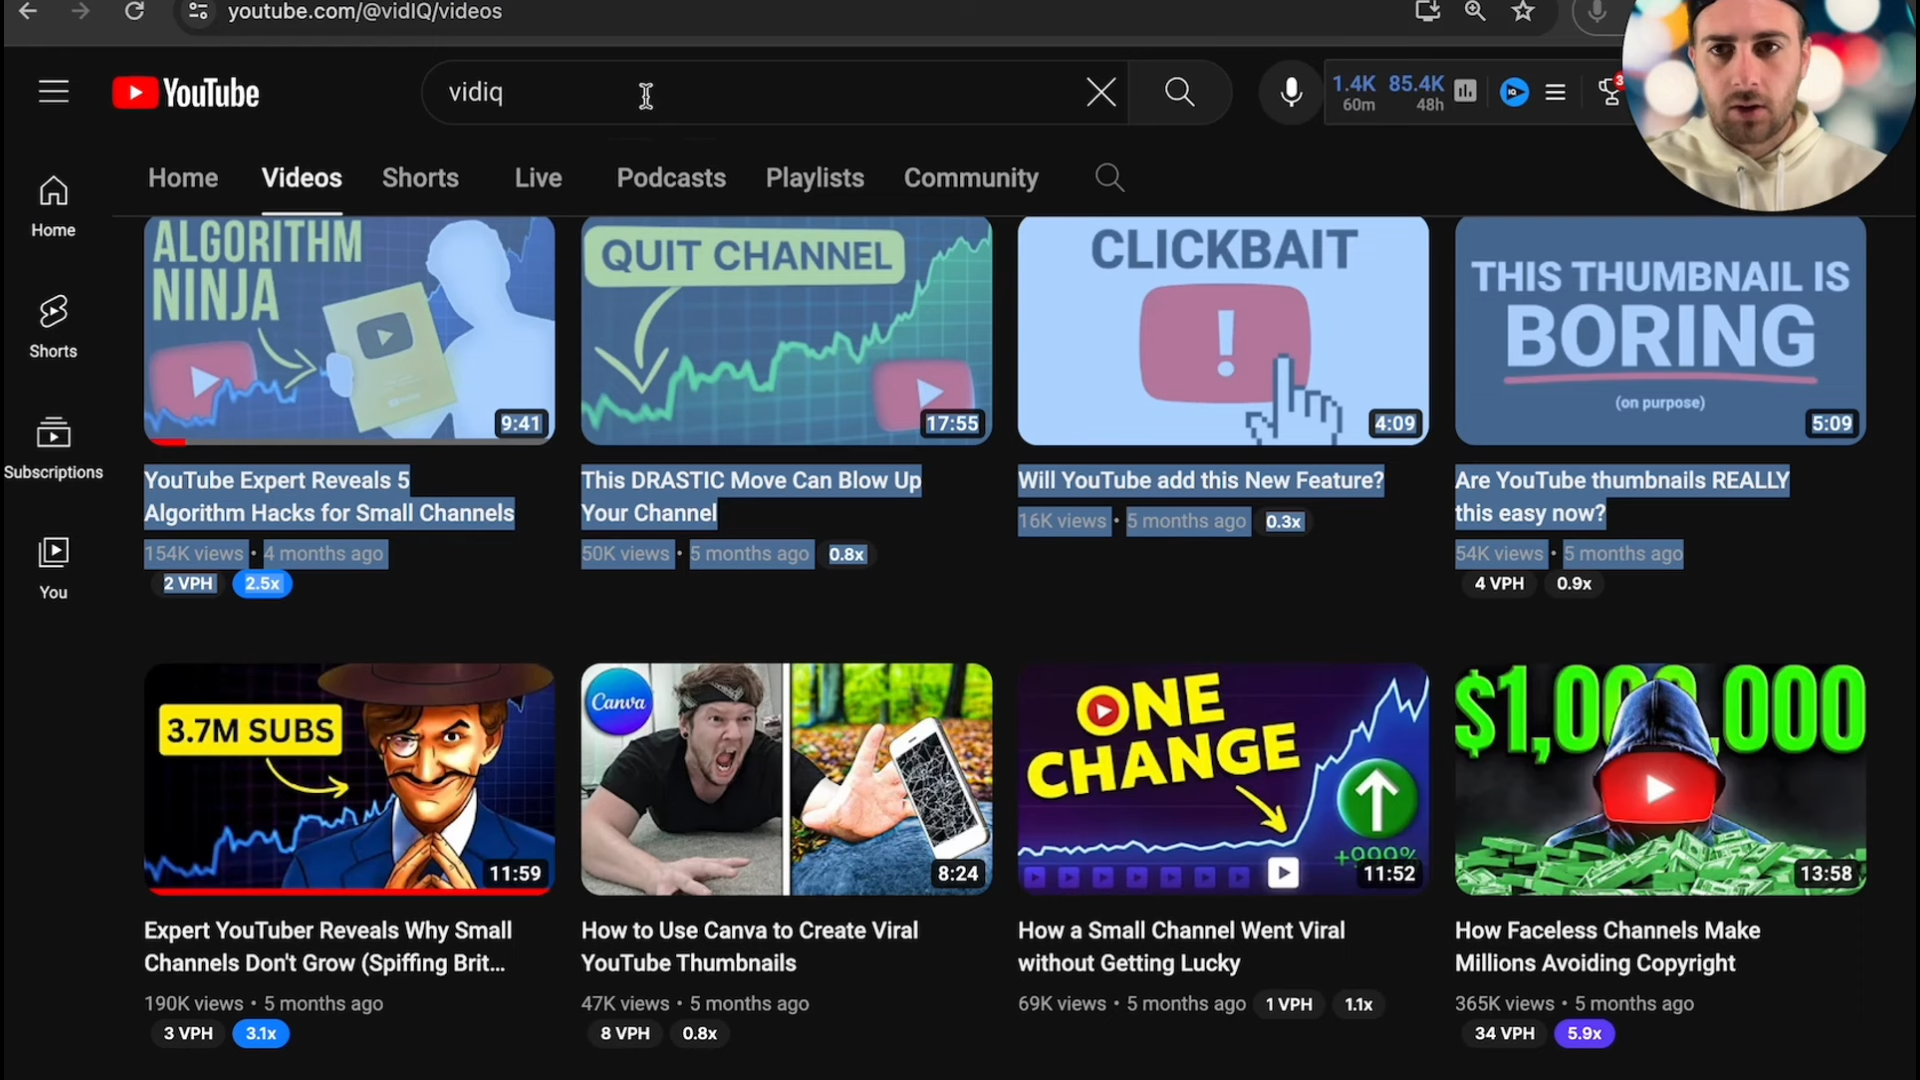 youtube.com/@vidIQ/videos
YouTube
vidiq
1.4K 85.4K
60m 48h
IQ
3
Home
Videos
Shorts
Live
Podcasts
Playlists
Community
Home
Shorts
Subscriptions
You
ALGORITHM
NINJA
9:41
QUIT CHANNEL
17:55
CLICKBAIT
!
4:09
THIS THUMBNAIL IS
BORING
(on purpose)
5:09
YouTube Expert Reveals 5
Algorithm Hacks for Small Channels
154K views • 4 months ago
2 VPH 2.5x
This DRASTIC Move Can Blow Up
Your Channel
50K views • 5 months ago 0.8x
Will YouTube add this New Feature?
16K views • 5 months ago 0.3x
Are YouTube thumbnails REALLY
this easy now?
54K views • 5 months ago
4 VPH 0.9x
3.7M SUBS
11:59
Canva
8:24
ONE
CHANGE
+999%
11:52
$1,000,000
13:58
Expert YouTuber Reveals Why Small
Channels Don't Grow (Spiffing Brit...
190K views • 5 months ago
3 VPH 3.1x
How to Use Canva to Create Viral
YouTube Thumbnails
47K views • 5 months ago
8 VPH 0.8x
How a Small Channel Went Viral
without Getting Lucky
69K views • 5 months ago 1 VPH 1.1x
How Faceless Channels Make
Millions Avoiding Copyright
365K views • 5 months ago
34 VPH 5.9x